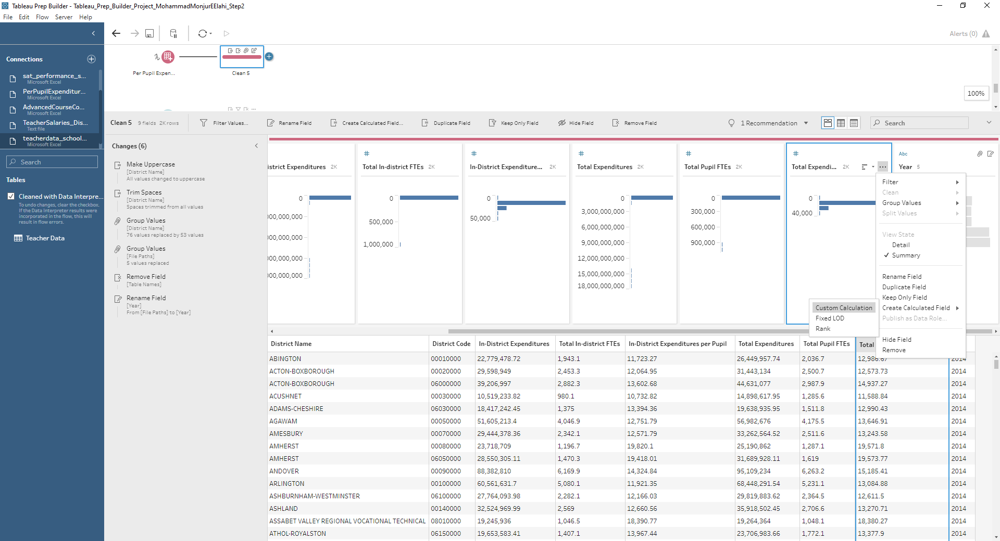 Tableau Prep Builder - Tableau_Prep_Builder_Project_MohammadMonjurEElahi_Step2
File Edit Flow Server Help
Alerts (0)
Connections
sat_performance_s...
Microsoft Excel
PerPupilExpenditur...
Microsoft Excel
AdvancedCourseCo...
Microsoft Excel
TeacherSalaries_Dis...
Text file
teacherdata_school...
Microsoft Excel
Search
Tables
Cleaned with Data Interpre...
To undo changes, clear the checkbox.
If the Data Interpreter results were
incorporated in the flow, this will
result in flow errors.
Teacher Data
Per Pupil Expen...
Clean 5
100%
Clean 5 9 fields 2K rows Filter Values... Rename Field Create Calculated Field... Duplicate Field Keep Only Field Hide Field Remove Field 1 Recommendation Search
Changes (6)
Make Uppercase
[District Name]
All values changed to uppercase
Trim Spaces
[District Name]
Spaces trimmed from all values
Group Values
[District Name]
76 values replaced by 53 values
Group Values
[File Paths]
5 values replaced
Remove Field
[Table Names]
Rename Field
[Year]
From [File Paths] to [Year]
istrict Expenditures 2K
0
000,000,000
000,000,000
000,000,000
000,000,000
Total In-district FTEs 2K
0
500,000
1,000,000
In-District Expenditure... 2K
0
50,000
Total Expenditures 2K
0
3,000,000,000
6,000,000,000
9,000,000,000
12,000,000,000
15,000,000,000
18,000,000,000
Total Pupil FTEs 2K
0
300,000
600,000
900,000
Total Expendi... 2K
0
40,000
Abc
Year 5
Filter
Clean
Group Values
Split Values
View State
Detail
Summary
Rename Field
Duplicate Field
Keep Only Field
Create Calculated Field
Publish as Data Role...
Hide Field
Remove
Custom Calculation
Fixed LOD
Rank
District Name District Code In-District Expenditures Total In-district FTEs In-District Expenditures per Pupil Total Expenditures Total Pupil FTEs Total
ABINGTON 00010000 22,779,478.72 1,943.1 11,723.27 26,449,957.74 2,036.7 12,986.67 2014
ACTON-BOXBOROUGH 00020000 29,598,949 2,453.3 12,064.95 31,443,134 2,500.7 12,573.73 2014
ACTON-BOXBOROUGH 06000000 39,206,997 2,882.3 13,602.68 44,631,077 2,987.9 14,937.27 2014
ACUSHNET 00030000 10,519,233.82 980.1 10,732.82 14,898,617.95 1,285.6 11,588.84 2014
ADAMS-CHESHIRE 06030000 18,417,242.45 1,375 13,394.36 19,638,935.95 1,511.8 12,990.43 2014
AGAWAM 00050000 51,605,213.4 4,046.9 12,751.79 56,982,676 4,175.5 13,646.91 2014
AMESBURY 00070000 29,444,378.36 2,342.1 12,571.79 33,262,564.52 2,511.6 13,243.58 2014
AMHERST 00080000 23,718,709 1,196.7 19,820.1 25,190,862 1,287.1 19,571.8 2014
AMHERST 06050000 28,550,305.11 1,470.3 19,418.01 31,689,928.11 1,619 19,573.77 2014
ANDOVER 00090000 88,382,810 6,169.9 14,324.84 95,109,234 6,263.2 15,185.41 2014
ARLINGTON 00100000 60,561,631.7 5,080.1 11,921.35 68,448,291.54 5,231.1 13,084.88 2014
ASHBURNHAM-WESTMINSTER 06100000 27,764,093.98 2,282.1 12,166.03 29,819,883.62 2,364.5 12,611.5 2014
ASHLAND 00140000 32,524,969.99 2,569 12,660.56 35,918,502.45 2,706.6 13,270.71 2014
ASSABET VALLEY REGIONAL VOCATIONAL TECHNICAL 08010000 19,245,936 1,046.5 18,390.77 19,264,364 1,048.1 18,380.27 2014
ATHOL-ROYALSTON 06150000 19,653,583.41 1,407.1 13,967.44 23,706,983.66 1,772.1 13,377.9 2014